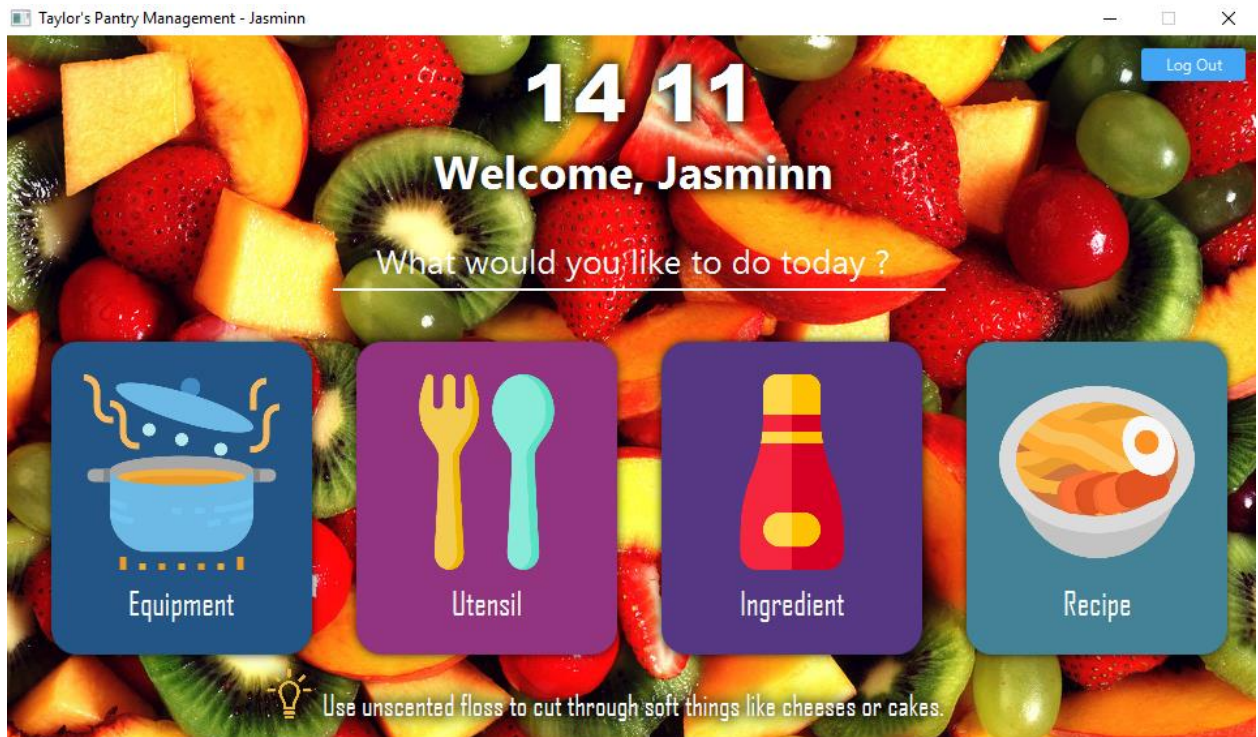 Taylor's Pantry Management - Jasminn
Log Out
14 11
Welcome, Jasminn
What would you like to do today ?
Equipment
Utensil
Ingredient
Recipe
Use unscented floss to cut through soft things like cheeses or cakes.